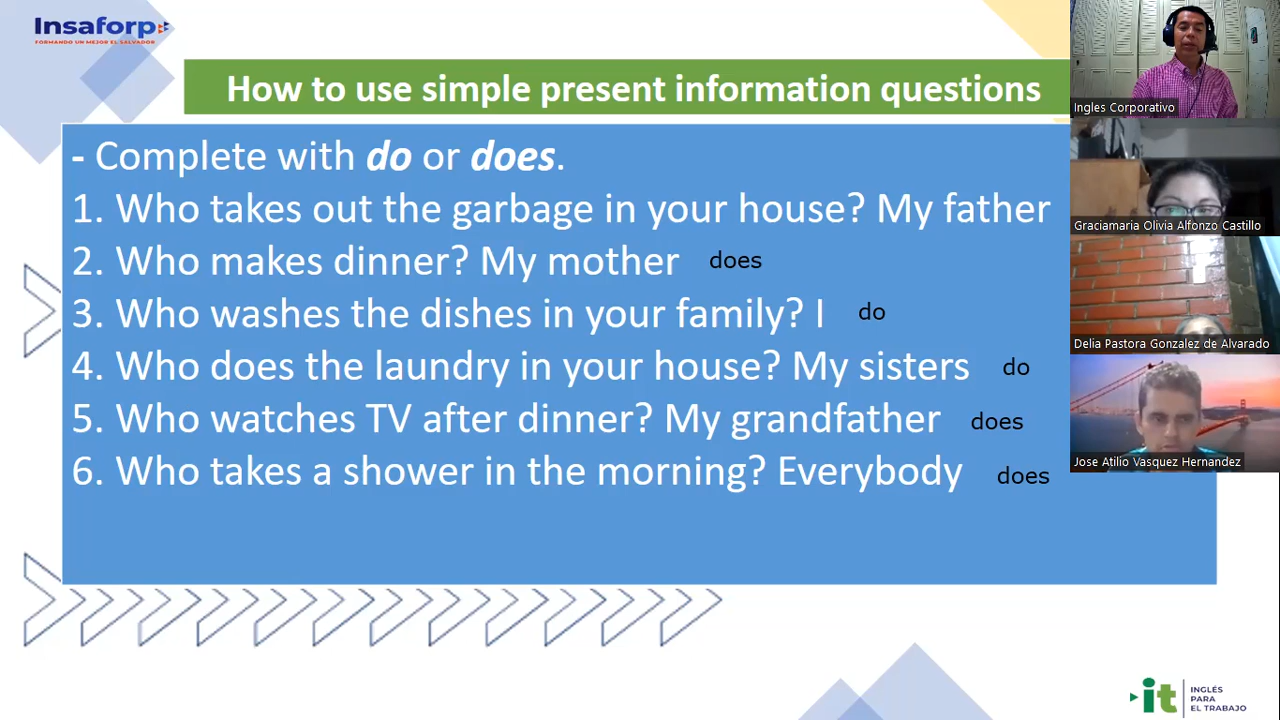 Insaforp
FORMANDO UN MEJOR EL SALVADOR
How to use simple present information questions
- Complete with do or does.
1. Who takes out the garbage in your house? My father
2. Who makes dinner? My mother does
3. Who washes the dishes in your family? I do
4. Who does the laundry in your house? My sisters do
5. Who watches TV after dinner? My grandfather does
6. Who takes a shower in the morning? Everybody does
Ingles Corporativo
Graciamaria Olivia Alfonzo Castillo
Delia Pastora Gonzalez de Alvarado
Jose Atilio Vasquez Hernandez
it
INGLÉS
PARA
EL TRABAJO